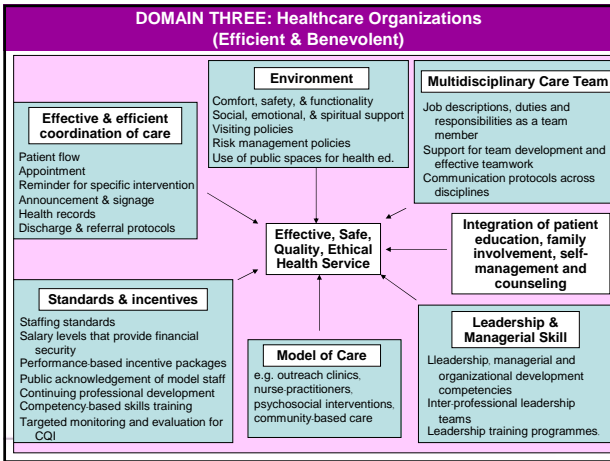 DOMAIN THREE: Healthcare Organizations
(Efficient & Benevolent)
Environment
Comfort, safety, & functionality
Social, emotional, & spiritual support
Visiting policies
Risk management policies
Use of public spaces for health ed.
Multidisciplinary Care Team
Job descriptions, duties and
responsibilities as a team
member
Support for team development and
effective teamwork
Communication protocols across
disciplines
Effective & efficient
coordination of care
Patient flow
Appointment
Reminder for specific intervention
Announcement & signage
Health records
Discharge & referral protocols
Effective, Safe,
Quality, Ethical
Health Service
Integration of patient
education, family
involvement, self-
management and
counseling
Standards & incentives
Staffing standards
Salary levels that provide financial
security
Performance-based incentive packages
Public acknowledgement of model staff
Continuing professional development
Competency-based skills training
Targeted monitoring and evaluation for
CQI
Model of Care
e.g. outreach clinics,
nurse-practitioners,
psychosocial interventions,
community-based care
Leadership &
Managerial Skill
Leadership, managerial and
organizational development
competencies
Inter-professional leadership
teams
Leadership training programmes.